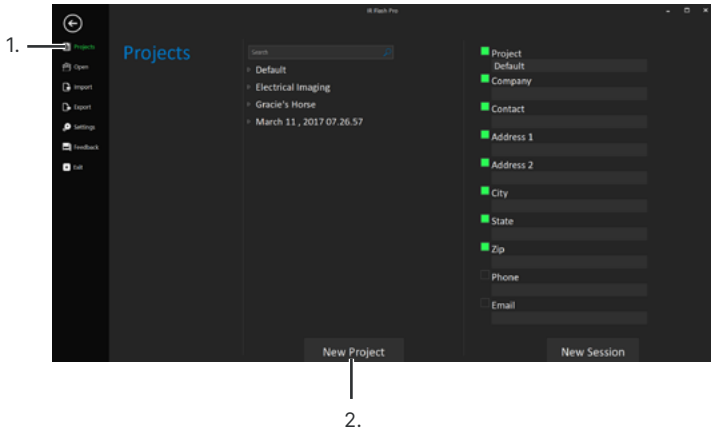 IR Flash Pro
1.
Projects
Open
Import
Export
Settings
Feedback
Exit
Projects
Search
Default
Electrical Imaging
Gracie's Horse
March 11 , 2017 07.26.57
New Project
Project
Default
Company
Contact
Address 1
Address 2
City
State
Zip
Phone
Email
New Session
2.